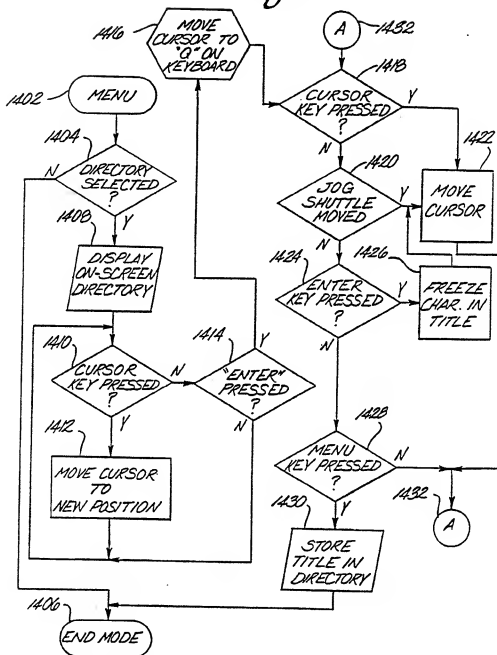 1416
MOVE
CURSOR TO
"Q" ON
KEYBOARD
A
1432
1418
CURSOR
KEY PRESSED
?
Y
N
1402
MENU
1404
N
DIRECTORY
SELECTED
?
Y
1408
DISPLAY
ON-SCREEN
DIRECTORY
1420
JOG
SHUTTLE
MOVED
Y
N
1422
MOVE
CURSOR
1424
ENTER
KEY PRESSED
?
Y
N
1426
FREEZE
CHAR. IN
TITLE
1410
CURSOR
KEY PRESSED
?
N
Y
1414
"ENTER"
PRESSED
?
Y
N
1412
MOVE CURSOR
TO
NEW POSITION
1428
MENU
KEY PRESSED
?
N
Y
1432
A
1430
STORE
TITLE IN
DIRECTORY
1406
END MODE